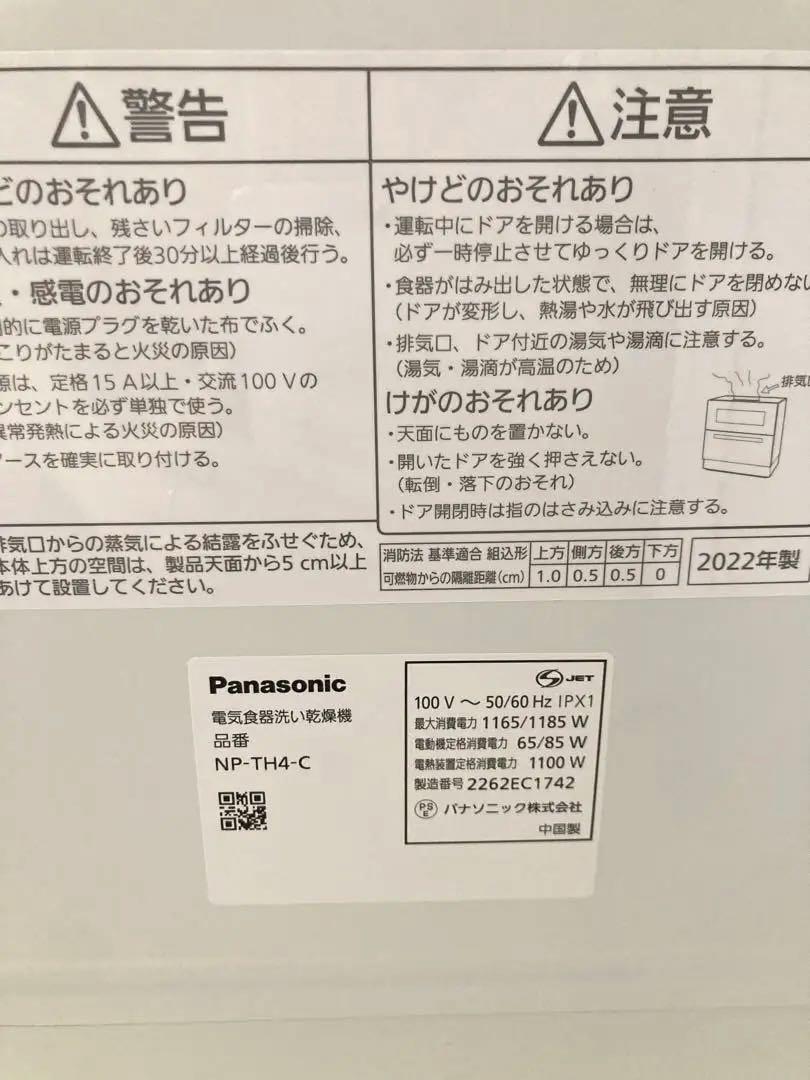 警告
どのおそれあり
の取り出し、残さいフィルターの掃除、
入れは運転終了後30分以上経過後行う。
・感電のおそれあり
的に電源プラグを乾いた布でふく。
こりがたまると火災の原因）
源は、定格15 A以上・交流100 Vの
ンセントを必ず単独で使う。
異常発熱による火災の原因）
ースを確実に取り付ける。
排気口からの蒸気による結露をふせぐため、
本体上方の空間は、製品天面から5 cm以上
あけて設置してください。
注意
やけどのおそれあり
・運転中にドアを開ける場合は、
必ず一時停止させてゆっくりドアを開ける。
・食器がはみ出した状態で、無理にドアを閉めない
（ドアが変形し、熱湯や水が飛び出す原因）
・排気口、ドア付近の湯気や湯滴に注意する。
（湯気・湯滴が高温のため）
排気口
けがのおそれあり
・天面にものを置かない。
・開いたドアを強く押さえない。
（転倒・落下のおそれ）
・ドア開閉時は指のはさみ込みに注意する。
消防法 基準適合 組込形 上方 側方 後方 下方
可燃物からの隔離距離(cm) 1.0 0.5 0.5 0
2022年製
Panasonic
電気食器洗い乾燥機
品番
NP-TH4-C
JET
100 V ～ 50/60 Hz IPX1
最大消費電力 1165/1185 W
電動機定格消費電力 65/85 W
電熱装置定格消費電力 1100 W
製造番号 2262EC1742
PSE パナソニック株式会社
中国製